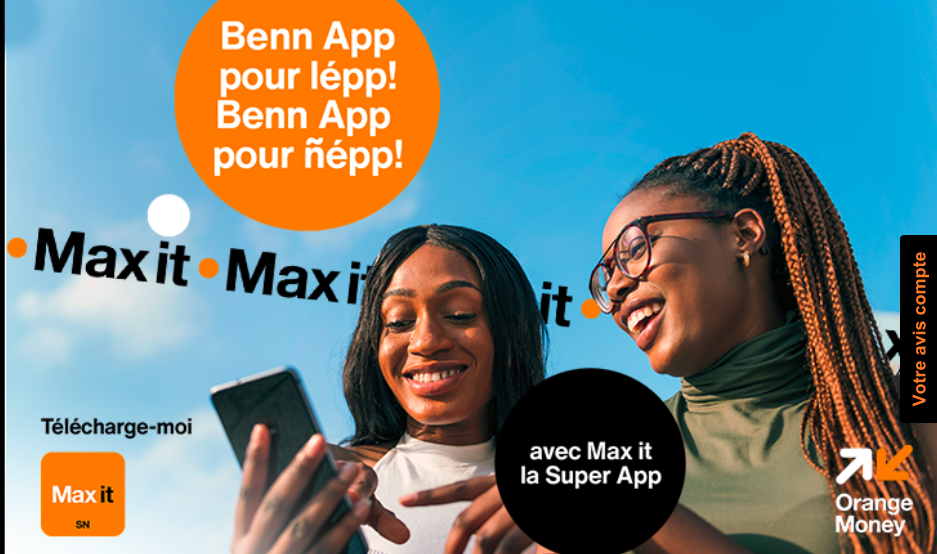 Benn App
pour lépp!
Benn App
pour ñépp!
Max it Max it
it
Votre avis compte
Télécharge-moi
Max it
SN
avec Max it
la Super App
Orange
Money